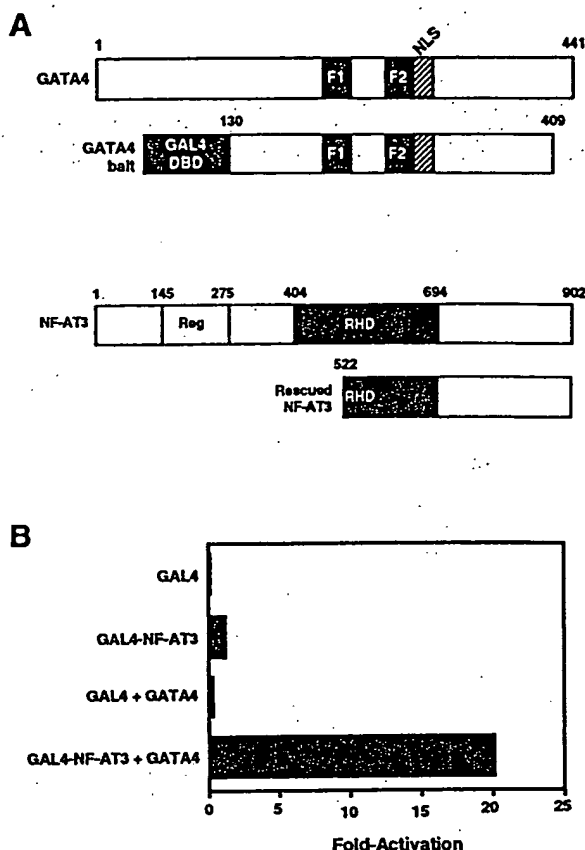 A
1 NLS 441
GATA4 F1 F2
130 409
GATA4 bait GAL4 DBD F1 F2
1 145 275 404 694 902
NF-AT3 Reg RHD
522
Rescued NF-AT3 RHD
B
GAL4
GAL4-NF-AT3
GAL4 + GATA4
GAL4-NF-AT3 + GATA4
0 5 10 15 20 25
Fold-Activation